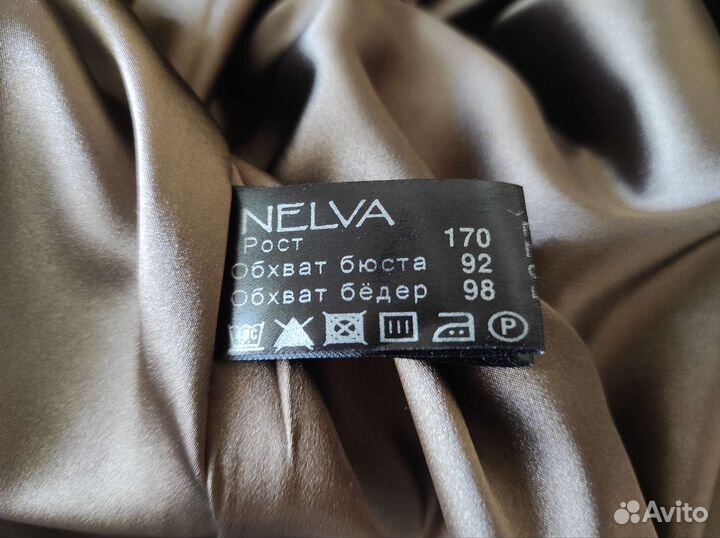 NELVA
Рост 170
Обхват бюста 92
Обхват бёдер 98
P
Avito